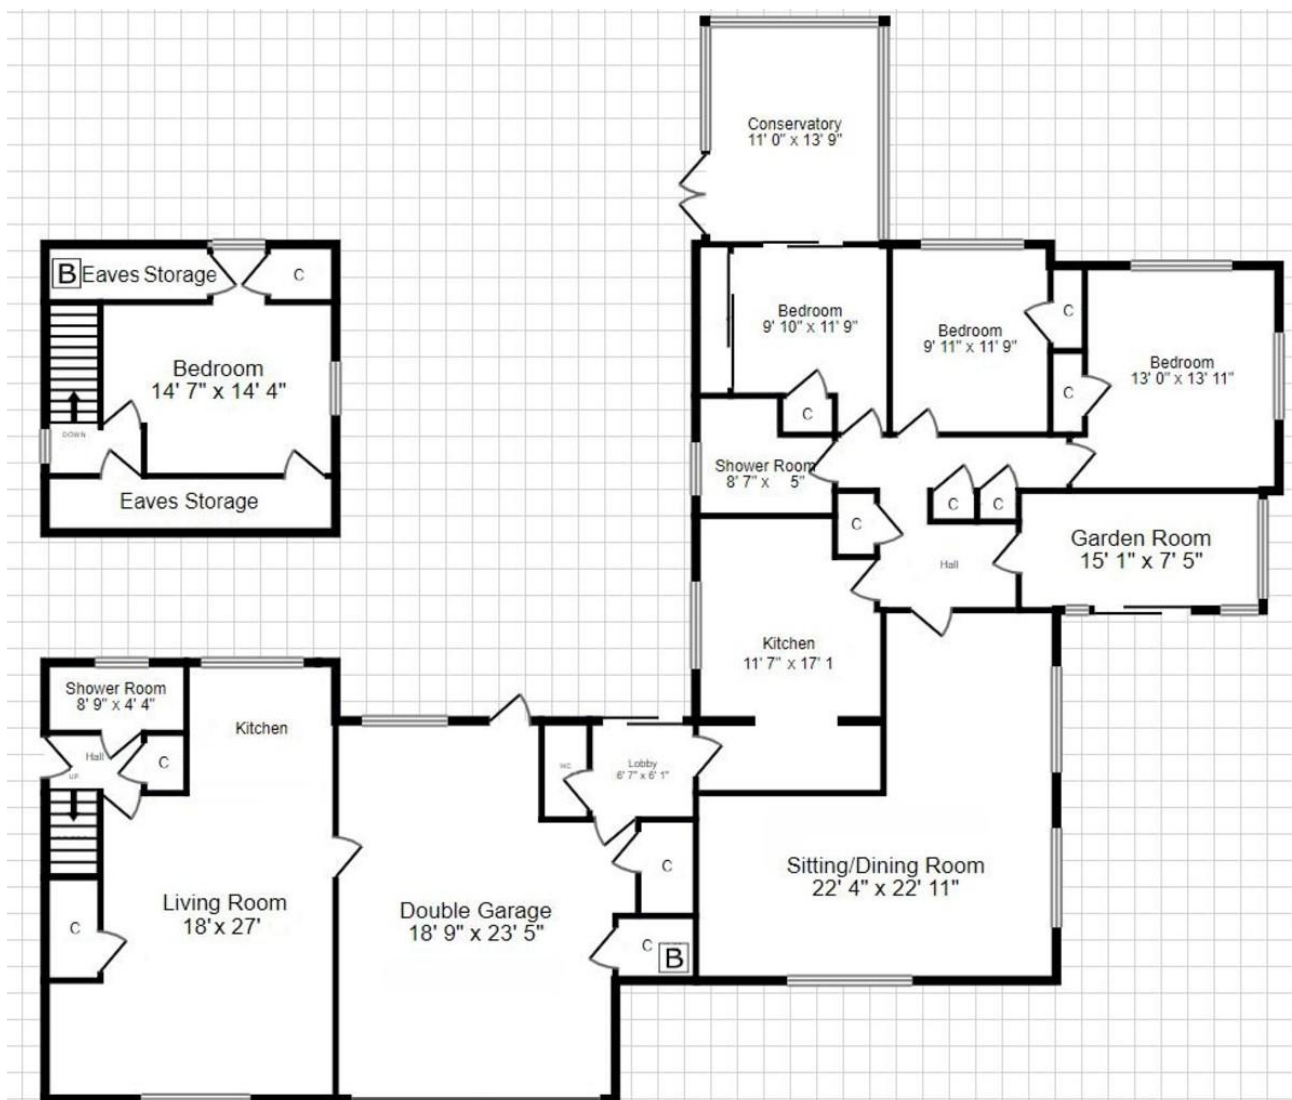 Conservatory
11' 0" x 13' 9"
B Eaves Storage
C
Bedroom
14' 7" x 14' 4"
DOWN
Eaves Storage
Bedroom
9' 10" x 11' 9"
C
Bedroom
9' 11" x 11' 9"
C
C
Bedroom
13' 0" x 13' 11"
Shower Room
8' 7" x 5"
C
C
C
Hall
Garden Room
15' 1" x 7' 5"
Kitchen
11' 7" x 17' 1
Shower Room
8' 9" x 4' 4"
Kitchen
Hall
UP
C
WC
Lobby
6' 7" x 6' 1"
C
Living Room
18' x 27'
C
Double Garage
18' 9" x 23' 5"
C
B
Sitting/Dining Room
22' 4" x 22' 11"